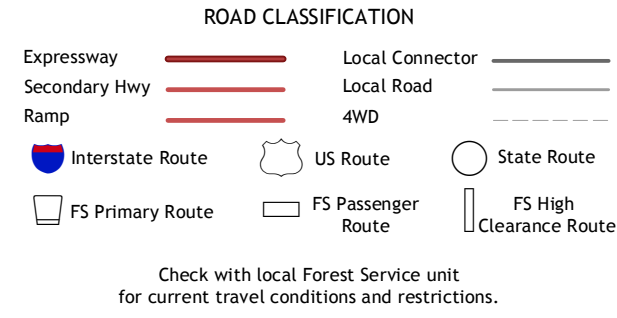 ROAD CLASSIFICATION
Expressway
Local Connector
Secondary Hwy
Local Road
Ramp
4WD
Interstate Route
US Route
State Route
FS Primary Route
FS Passenger
Route
FS High
Clearance Route
Check with local Forest Service unit
for current travel conditions and restrictions.